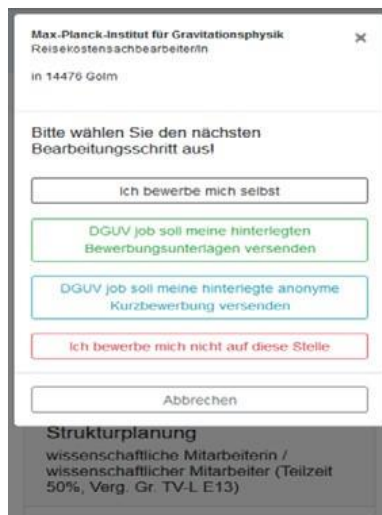 Max-Planck-Institut für Gravitationsphysik
Reisekostensachbearbeiter/in
in 14476 Golm
×
Bitte wählen Sie den nächsten
Bearbeitungsschritt aus!
Ich bewerbe mich selbst
DGUV job soll meine hinterlegten
Bewerbungsunterlagen versenden
DGUV job soll meine hinterlegte anonyme
Kurzbewerbung versenden
Ich bewerbe mich nicht auf diese Stelle
Abbrechen
Strukturplanung
wissenschaftliche Mitarbeiterin /
wissenschaftlicher Mitarbeiter (Teilzeit
50%, Verg. Gr. TV-L E13)